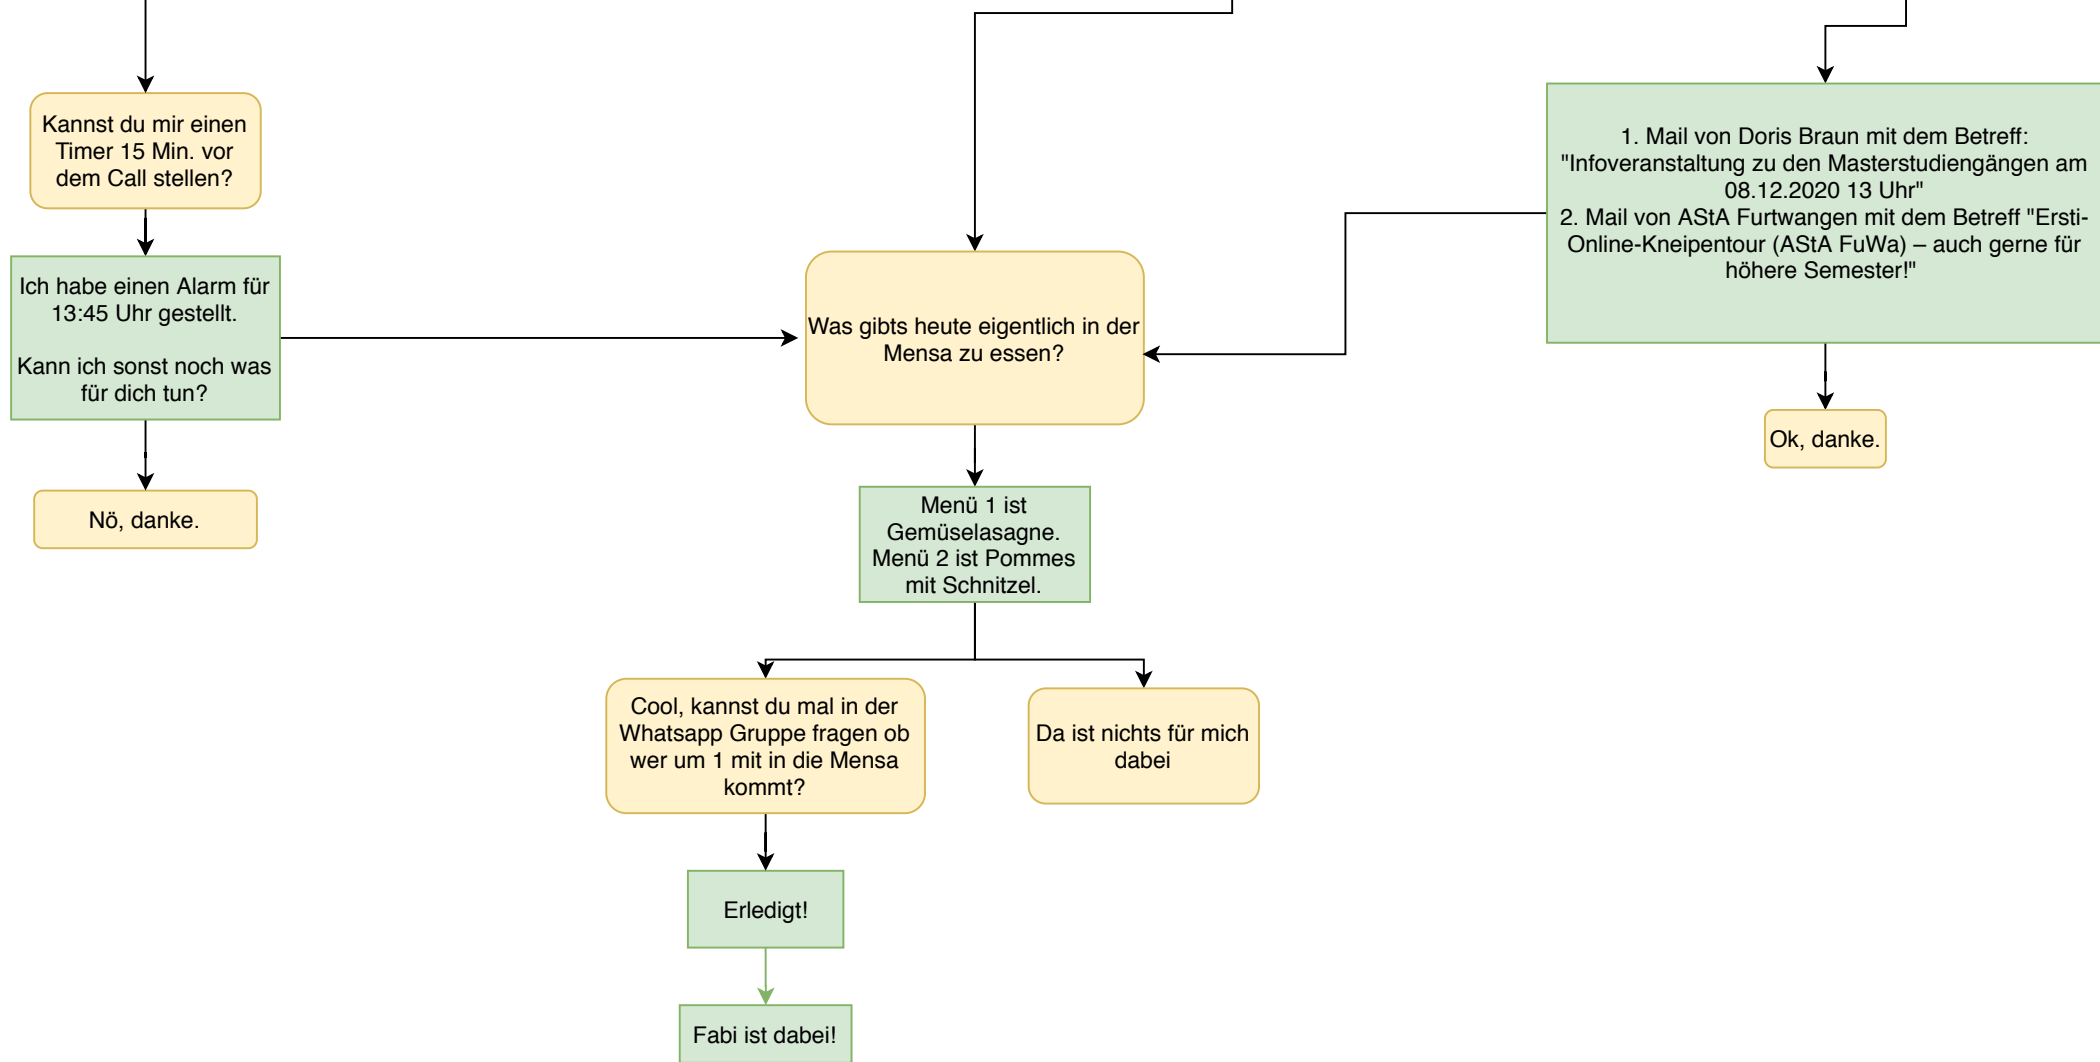 Kannst du mir einen
Timer 15 Min. vor
dem Call stellen?
Ich habe einen Alarm für
13:45 Uhr gestellt.
Kann ich sonst noch was
für dich tun?
Nö, danke.
Was gibts heute eigentlich in der
Mensa zu essen?
Menü 1 ist
Gemüselasagne.
Menü 2 ist Pommes
mit Schnitzel.
Cool, kannst du mal in der
Whatsapp Gruppe fragen ob
wer um 1 mit in die Mensa
kommt?
Da ist nichts für mich
dabei
Erledigt!
Fabi ist dabei!
1. Mail von Doris Braun mit dem Betreff:
"Infoveranstaltung zu den Masterstudiengängen am
08.12.2020 13 Uhr"
2. Mail von AStA Furtwangen mit dem Betreff "Ersti-
Online-Kneipentour (AStA FuWa) – auch gerne für
höhere Semester!"
Ok, danke.